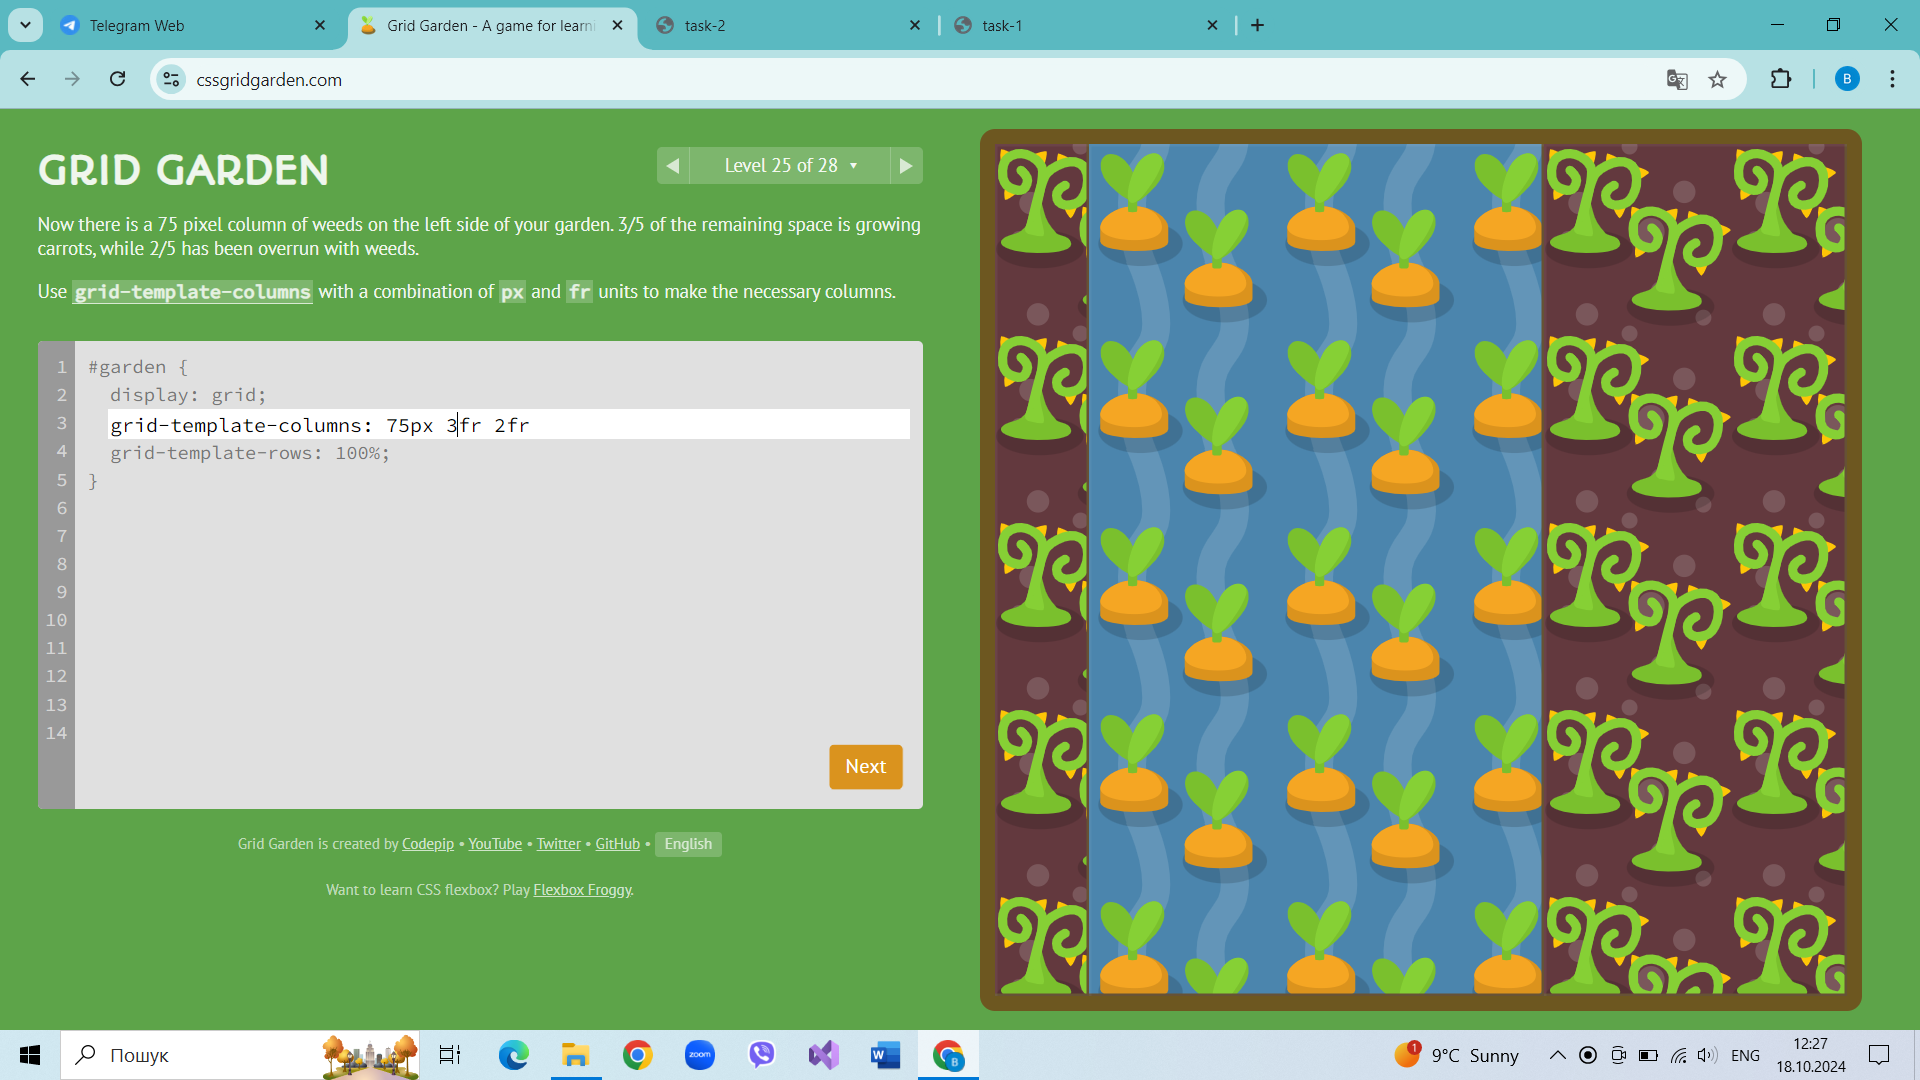 Telegram Web
Grid Garden - A game for learni
task-2
task-1
cssgridgarden.com
B
GRID GARDEN
Level 25 of 28
Now there is a 75 pixel column of weeds on the left side of your garden. 3/5 of the remaining space is growing
carrots, while 2/5 has been overrun with weeds.
Use grid-template-columns with a combination of px and fr units to make the necessary columns.
1 #garden {
2 display: grid;
3 grid-template-columns: 75px 3fr 2fr
4 grid-template-rows: 100%;
5 }
6
7
8
9
10
11
12
13
14
Next
Grid Garden is created by Codepip • YouTube • Twitter • GitHub • English
Want to learn CSS flexbox? Play Flexbox Froggy.
Пошук
zoom
W
B
1
9°C Sunny
ENG
12:27
18.10.2024